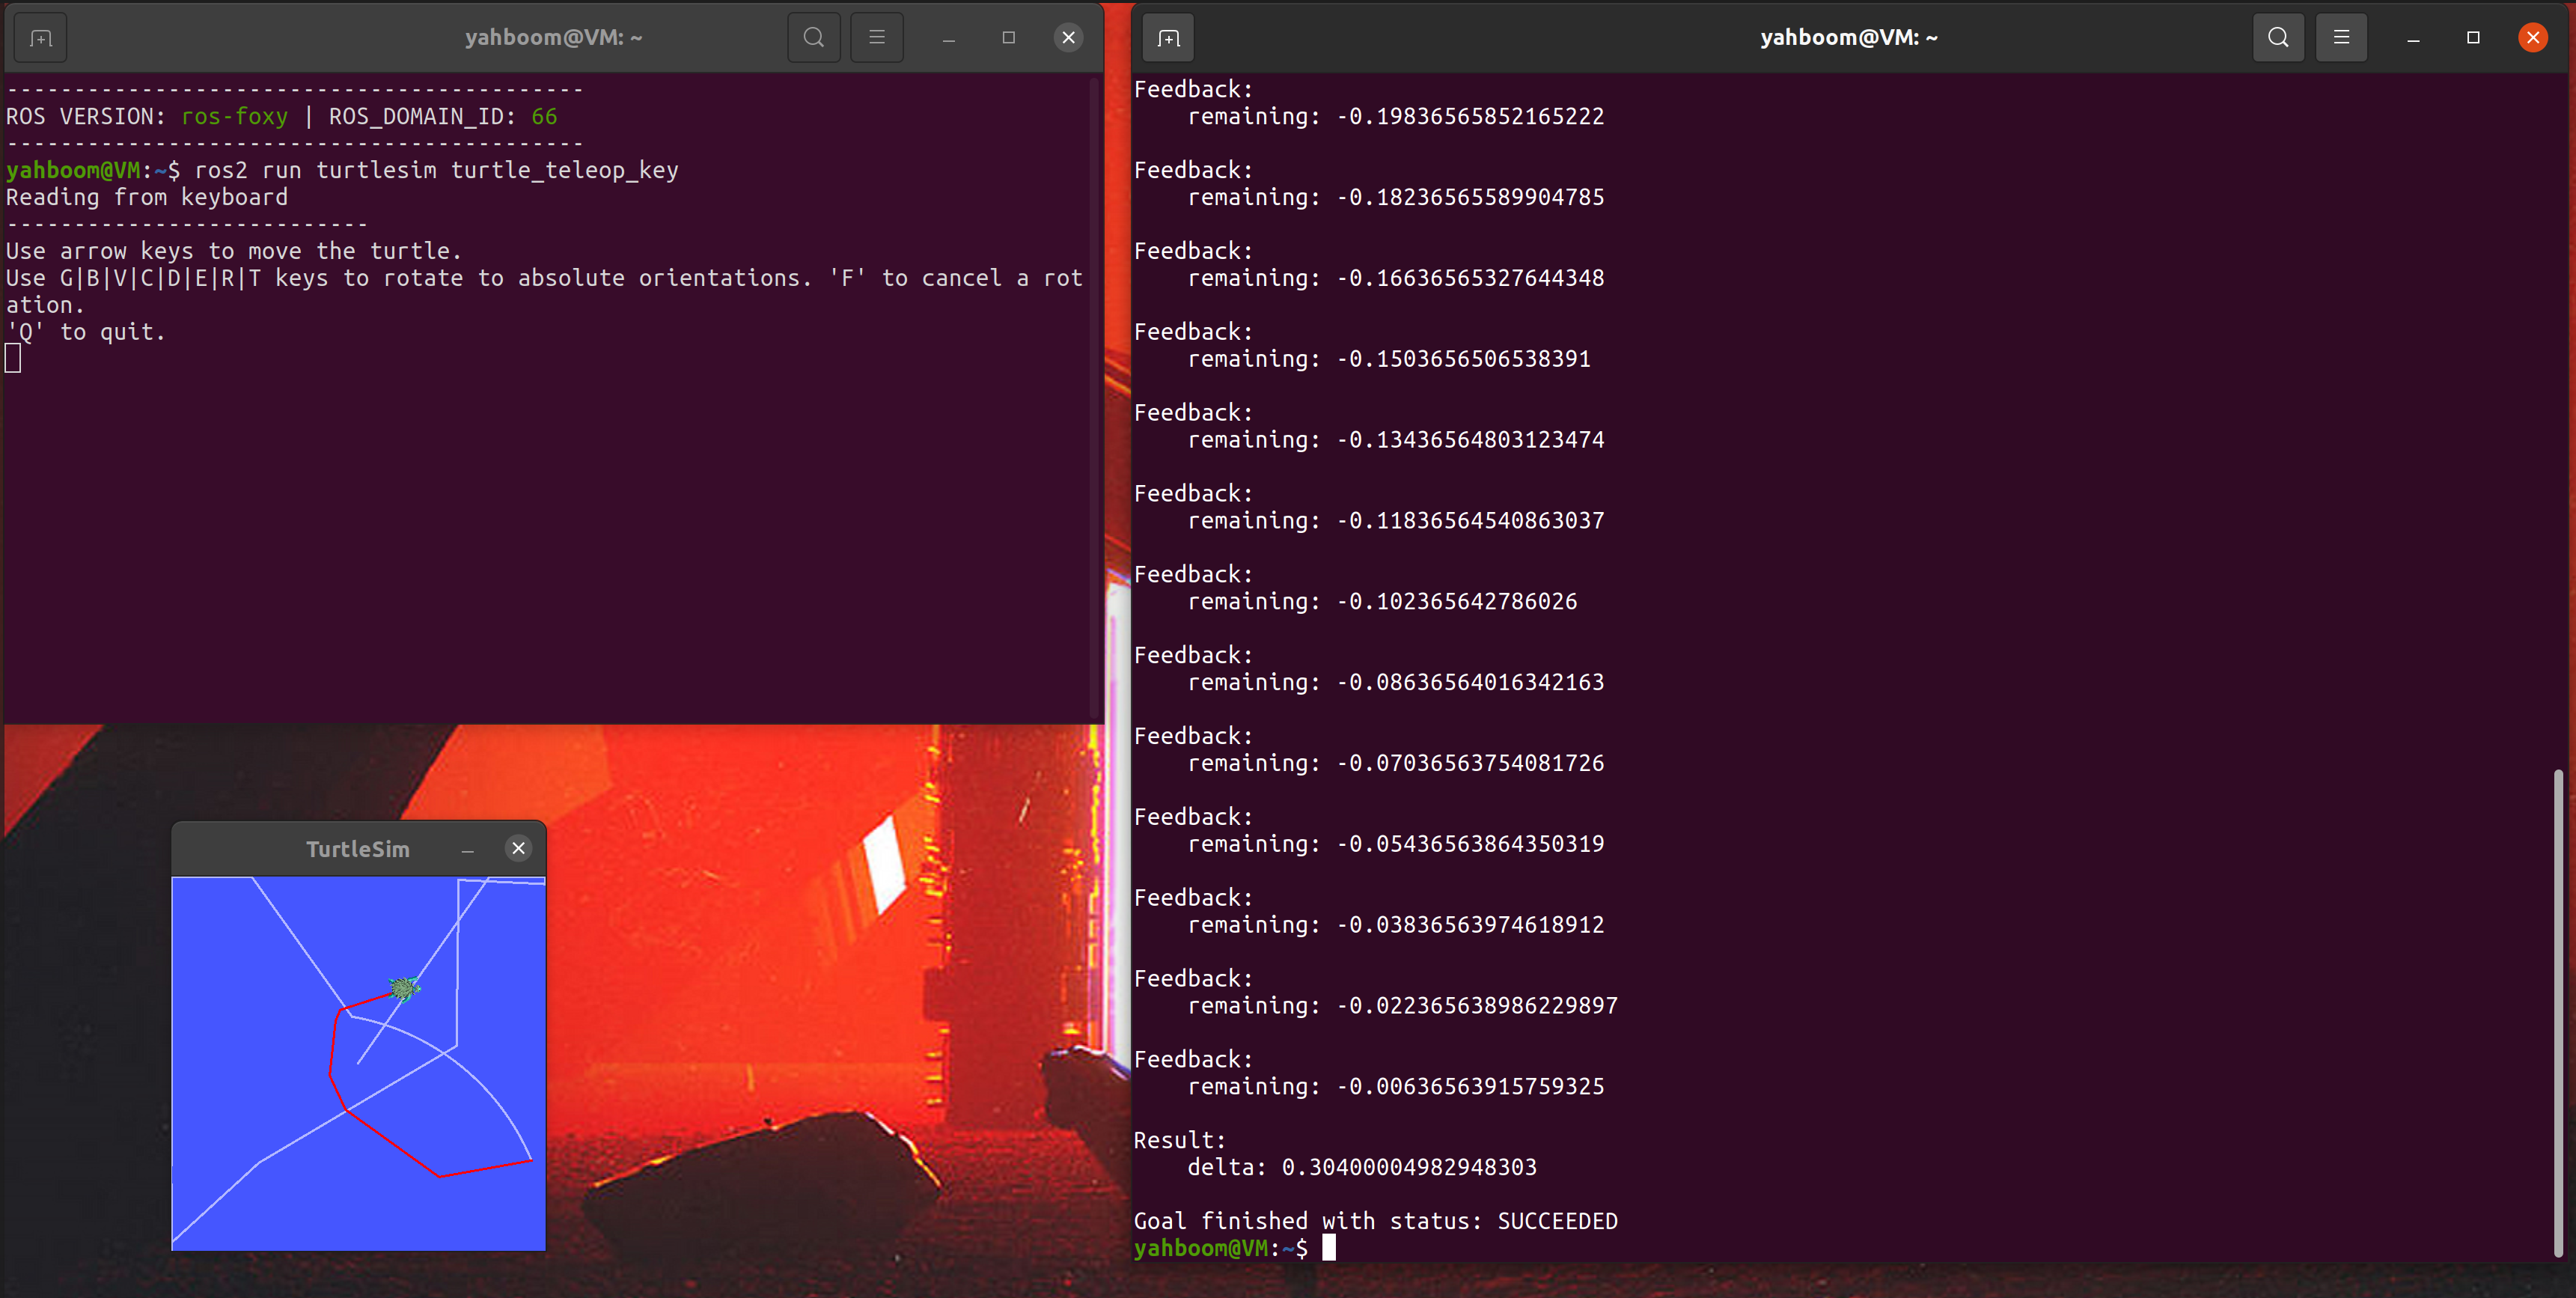 yahboom@VM: ~
--------------------------------------------
ROS VERSION: ros-foxy | ROS_DOMAIN_ID: 66
--------------------------------------------
yahboom@VM:~$ ros2 run turtlesim turtle_teleop_key
Reading from keyboard
---------------------------
Use arrow keys to move the turtle.
Use G|B|V|C|D|E|R|T keys to rotate to absolute orientations. 'F' to cancel a rot
ation.
'Q' to quit.
TurtleSim
yahboom@VM: ~
Feedback:
    remaining: -0.19836565852165222
Feedback:
    remaining: -0.18236565589904785
Feedback:
    remaining: -0.16636565327644348
Feedback:
    remaining: -0.1503656506538391
Feedback:
    remaining: -0.13436564803123474
Feedback:
    remaining: -0.11836564540863037
Feedback:
    remaining: -0.102365642786026
Feedback:
    remaining: -0.08636564016342163
Feedback:
    remaining: -0.07036563754081726
Feedback:
    remaining: -0.05436563864350319
Feedback:
    remaining: -0.03836563974618912
Feedback:
    remaining: -0.022365638986229897
Feedback:
    remaining: -0.00636563915759325
Result:
    delta: 0.30400004982948303
Goal finished with status: SUCCEEDED
yahboom@VM:~$